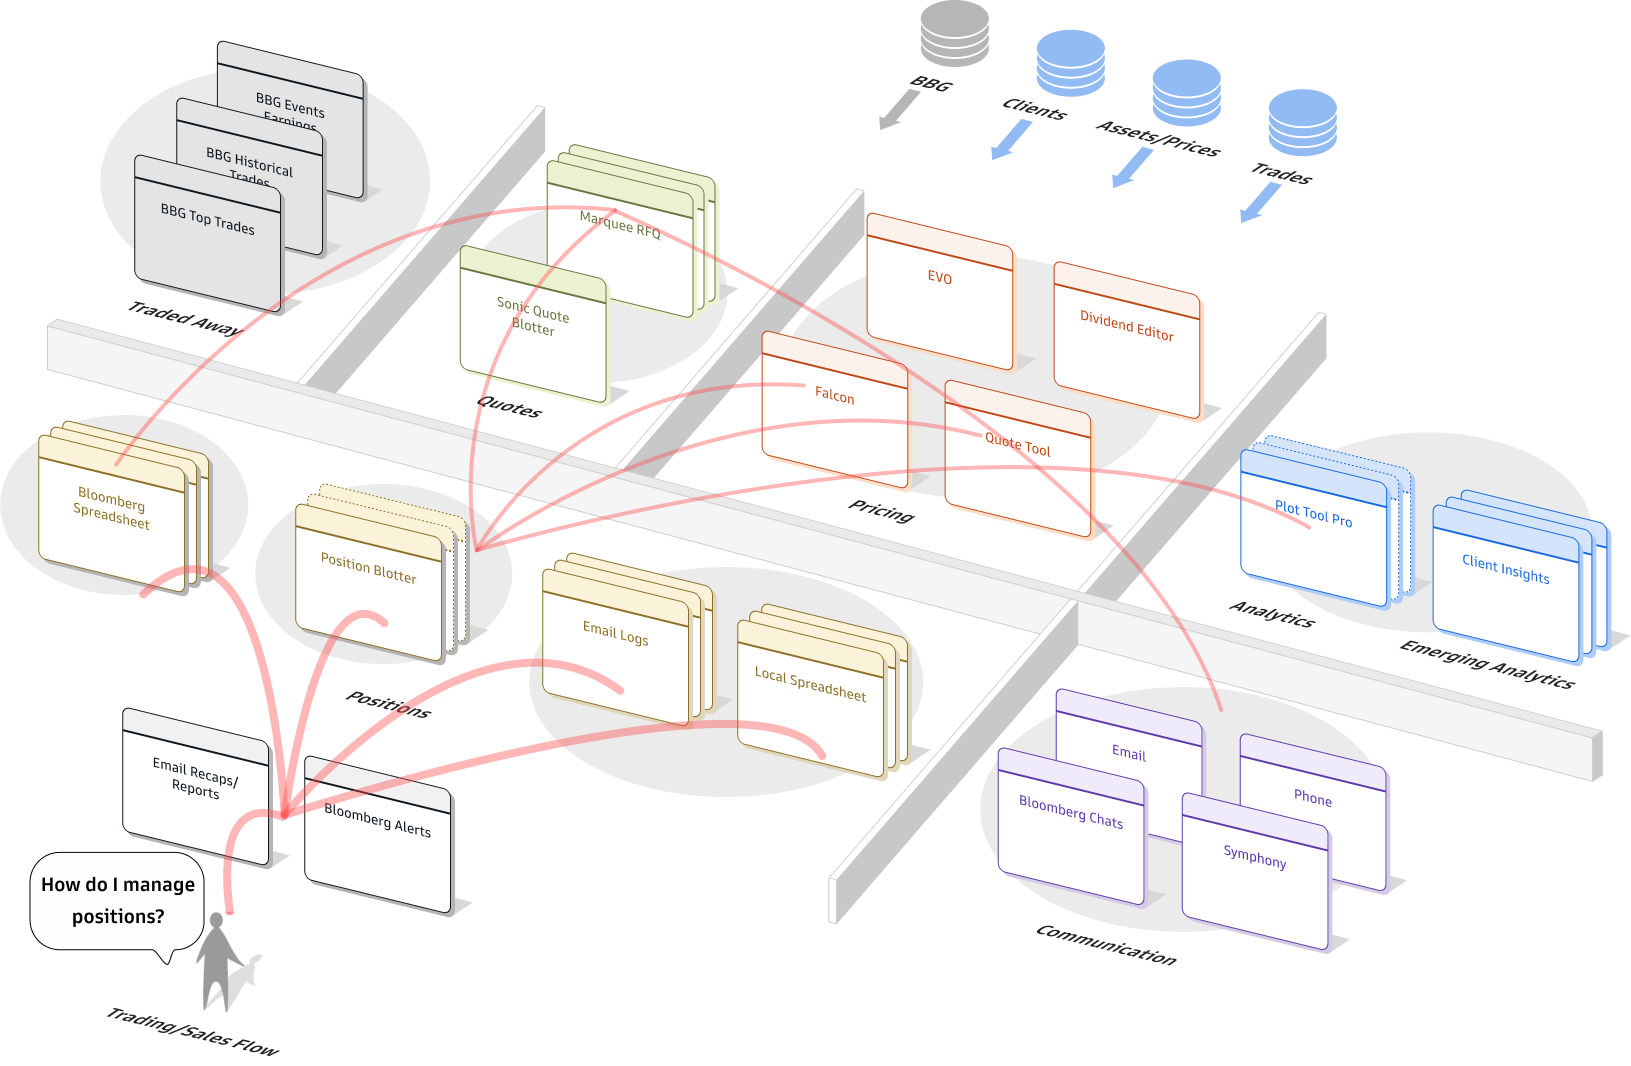 BBG
Clients
Assets/Prices
Trades
BBG Events
Earnings
BBG Historical
Trades
BBG Top Trades
Traded Away
Marquee RFQ
Sonic Quote
Blotter
Quotes
EVO
Dividend Editor
Falcon
Quote Tool
Pricing
Bloomberg
Spreadsheet
Position Blotter
Email Logs
Local Spreadsheet
Positions
Plot Tool Pro
Client Insights
Analytics
Emerging Analytics
Email Recaps/
Reports
Bloomberg Alerts
Email
Phone
Bloomberg Chats
Symphony
Communication
How do I manage
positions?
Trading/Sales Flow